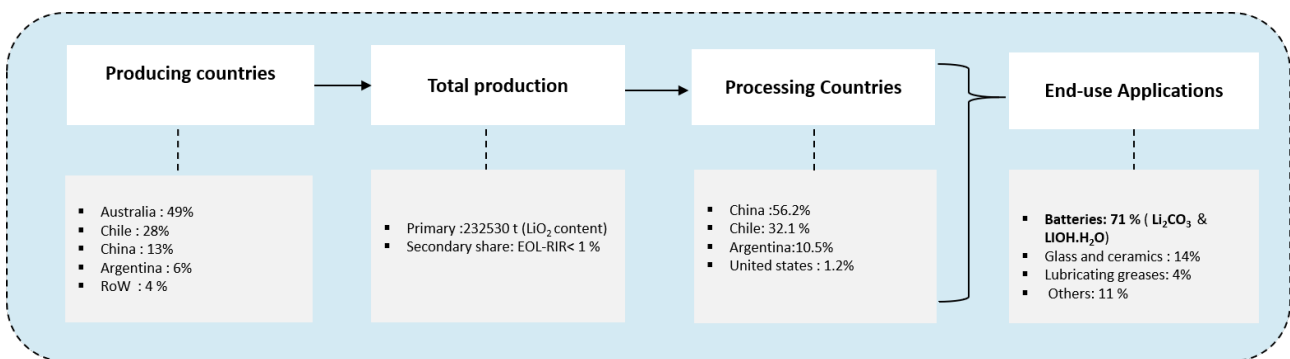 Producing countries
Total production
Processing Countries
End-use Applications
▪ Australia : 49%
▪ Chile : 28%
▪ China : 13%
▪ Argentina : 6%
▪ RoW : 4 %
▪ Primary :232530 t (LiO₂ content)
▪ Secondary share: EOL-RIR< 1 %
▪ China :56.2%
▪ Chile: 32.1 %
▪ Argentina:10.5%
▪ United states : 1.2%
▪ Batteries: 71 % ( Li₂CO₃ &
LIOH.H₂O)
▪ Glass and ceramics : 14%
▪ Lubricating greases: 4%
▪ Others: 11 %